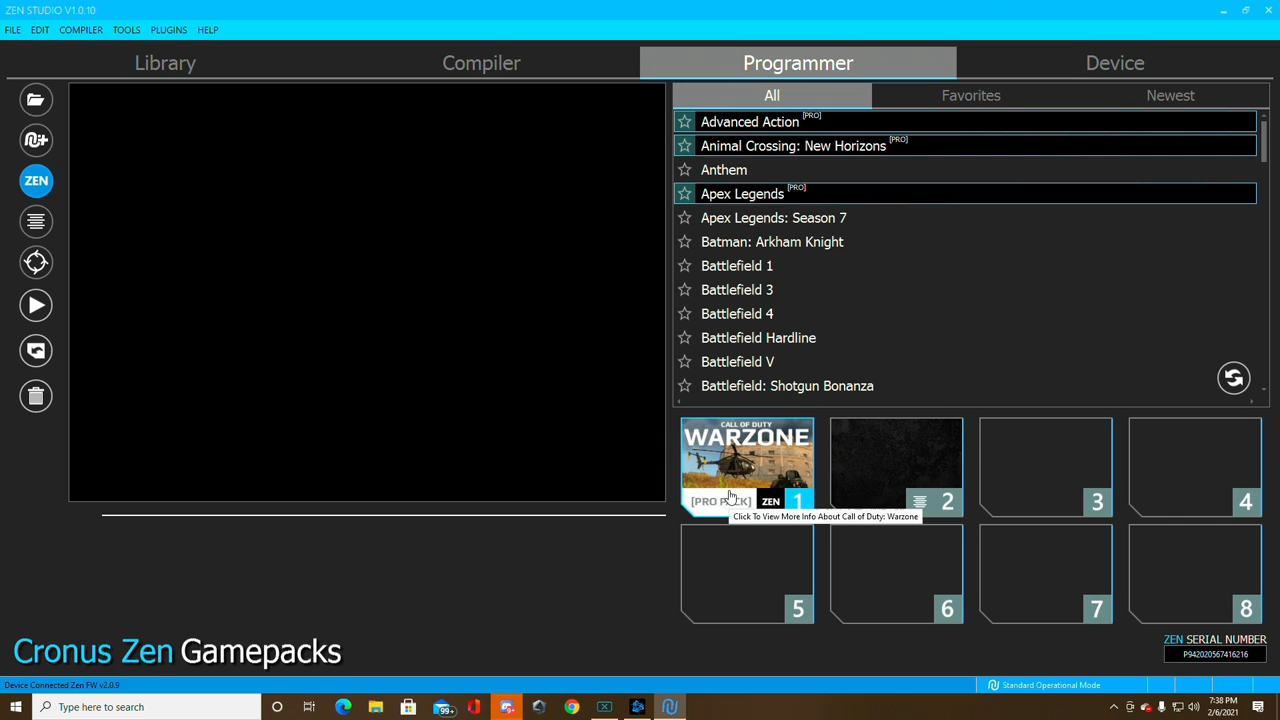 ZEN STUDIO V1.0.10
FILE EDIT COMPILER TOOLS PLUGINS HELP
Library Compiler Programmer Device
All Favorites Newest
Advanced Action [PRO]
Animal Crossing: New Horizons [PRO]
Anthem
Apex Legends [PRO]
Apex Legends: Season 7
Batman: Arkham Knight
Battlefield 1
Battlefield 3
Battlefield 4
Battlefield Hardline
Battlefield V
Battlefield: Shotgun Bonanza
ZEN
CALL OF DUTY
WARZONE
[PRO PACK] ZEN 1 2 3 4
Click To View More Info About Call of Duty: Warzone
5 6 7 8
Cronus Zen Gamepacks
ZEN SERIAL NUMBER
P942020567416216
Device Connected Zen FW v2.0.9
Standard Operational Mode
Type here to search
99+
7:38 PM
2/6/2021